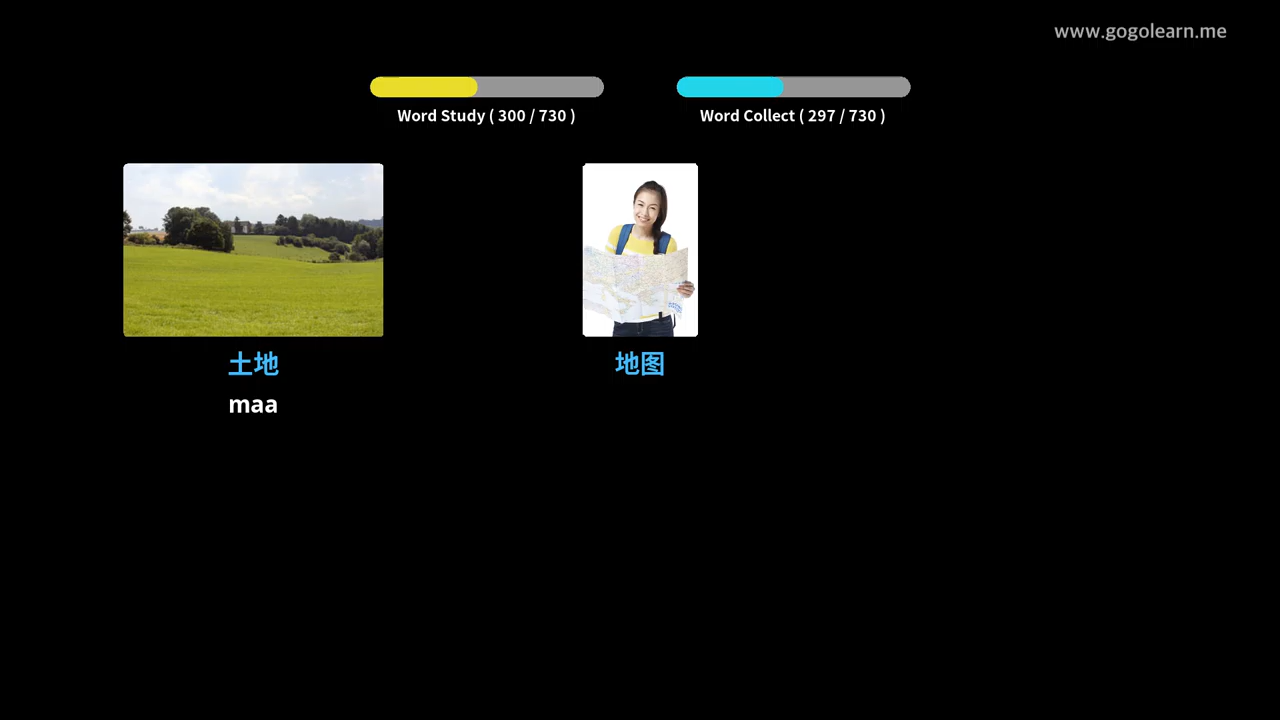 www.gogolearn.me
Word Study ( 300 / 730 )
Word Collect ( 297 / 730 )
土地
maa
地图